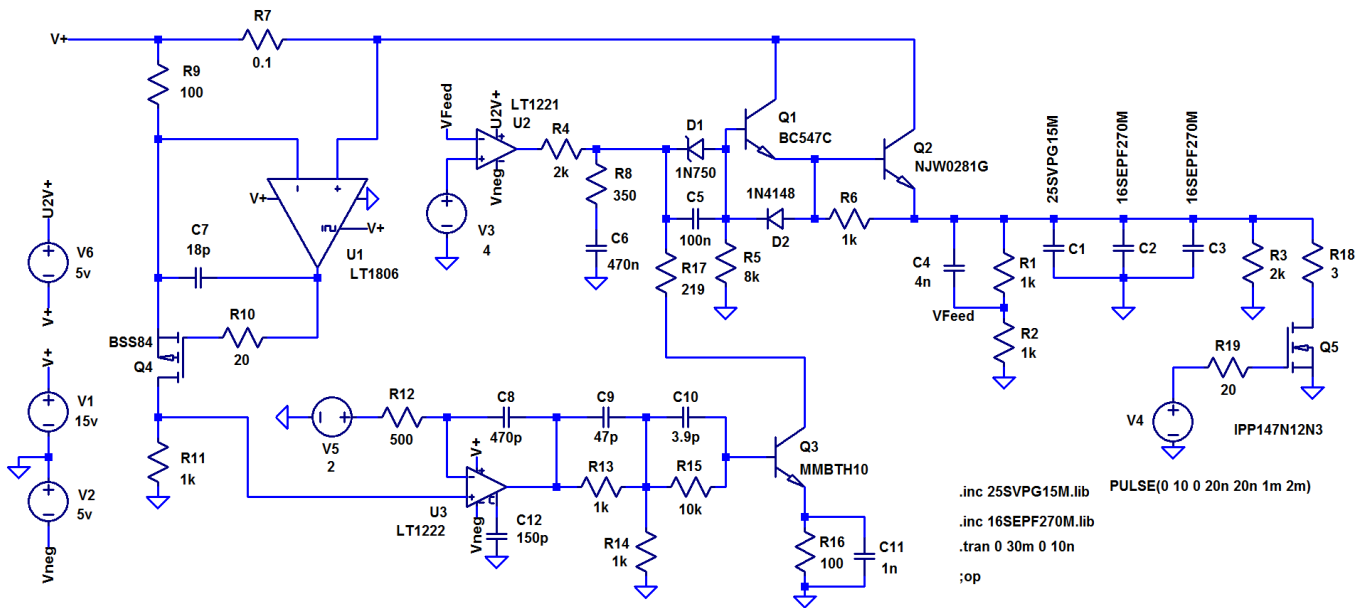 V+
R7
0.1
R9
100
VFeed
U2V+
LT1221
U2
R4
2k
Vneg
V3
4
R8
350
C6
470n
D1
1N750
C5
100n
R17
219
R5
8k
Q1
BC547C
1N4148
D2
R6
1k
Q2
NJW0281G
25SVPG15M
16SEPF270M
16SEPF270M
C4
4n
R1
1k
C1
C2
C3
R3
2k
R18
3
VFeed
R2
1k
V+
V+
U1
LT1806
C7
18p
R10
20
BSS84
Q4
U2V+
V6
5v
V+
V+
V1
15v
V2
5v
Vneg
R11
1k
V5
2
R12
500
C8
470p
C9
47p
C10
3.9p
V+
U3
LT1222
Vneg
C12
150p
R13
1k
R15
10k
R14
1k
Q3
MMBTH10
R16
100
C11
1n
R19
20
Q5
V4
IPP147N12N3
PULSE(0 10 0 20n 20n 1m 2m)
.inc 25SVPG15M.lib
.inc 16SEPF270M.lib
.tran 0 30m 0 10n
;op